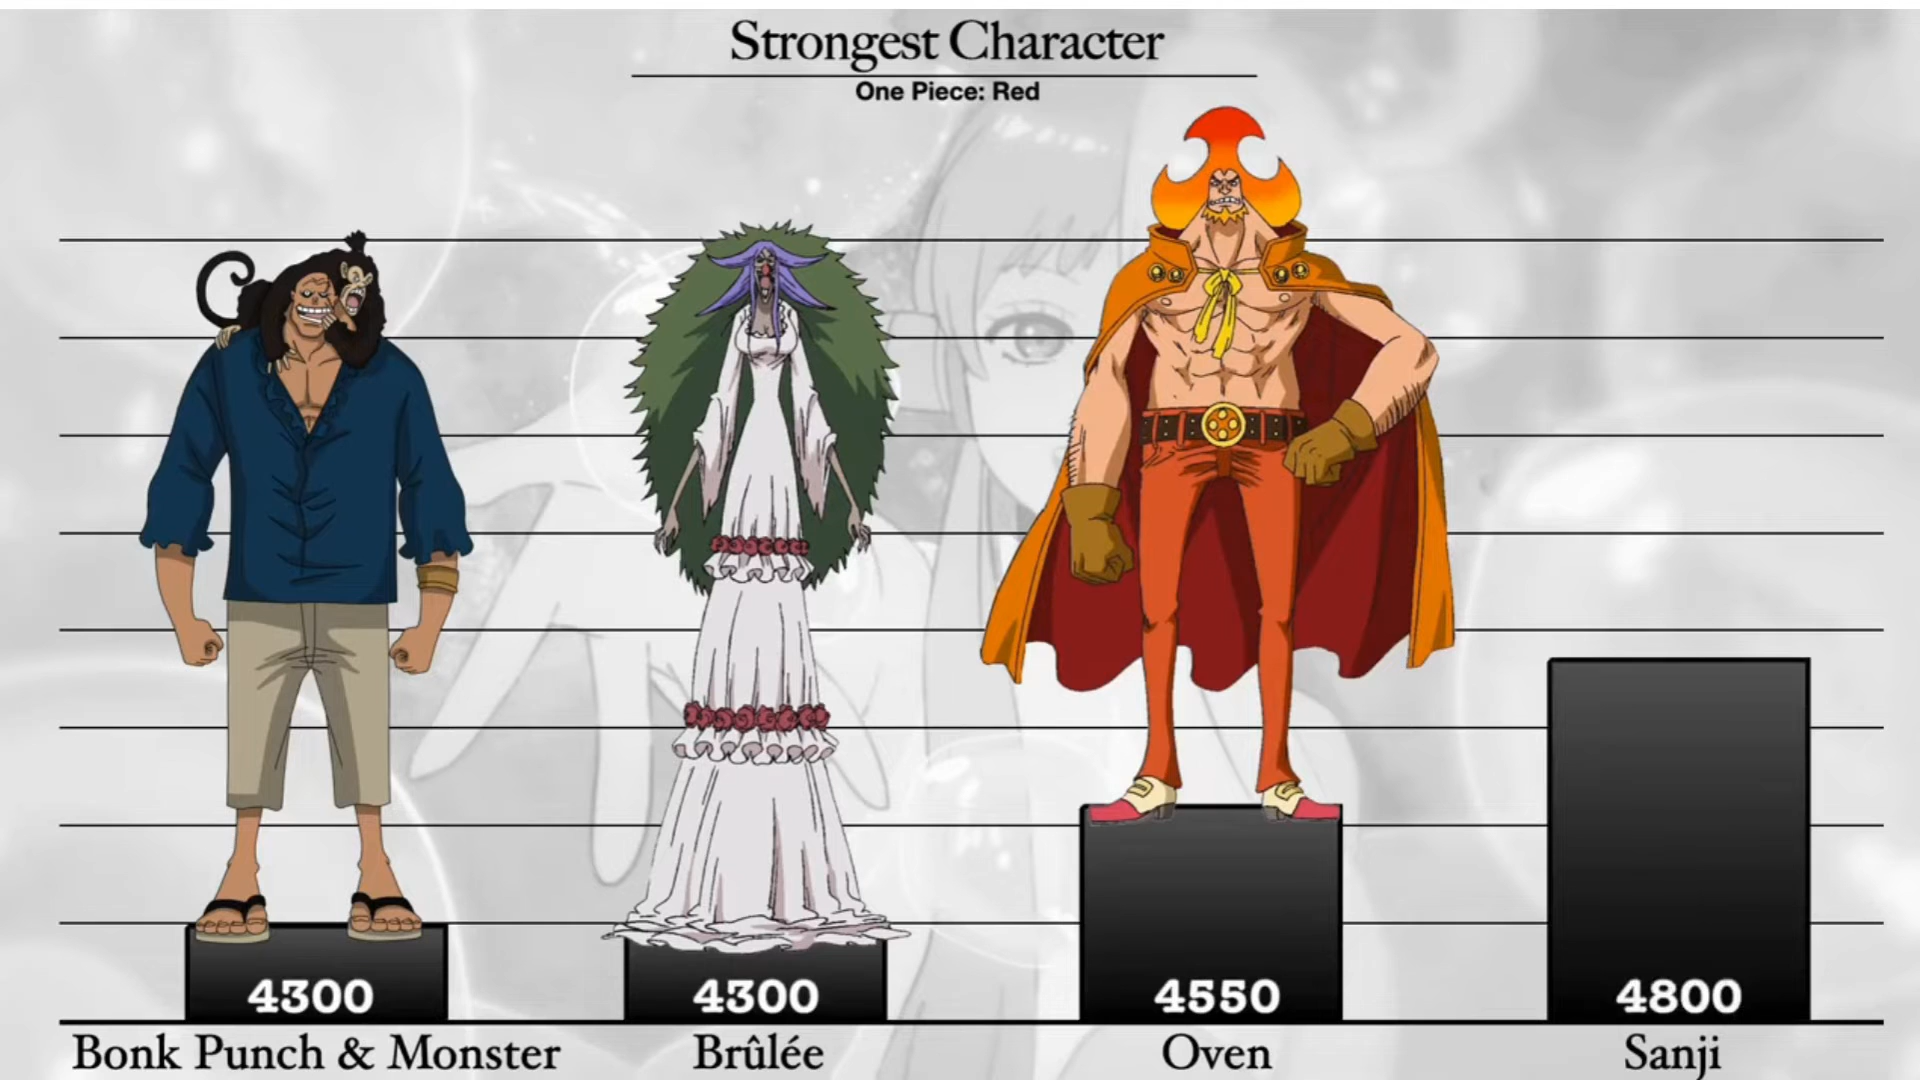 Strongest Character
One Piece: Red
4300
4300
4550
4800
Bonk Punch & Monster
Brûlée
Oven
Sanji